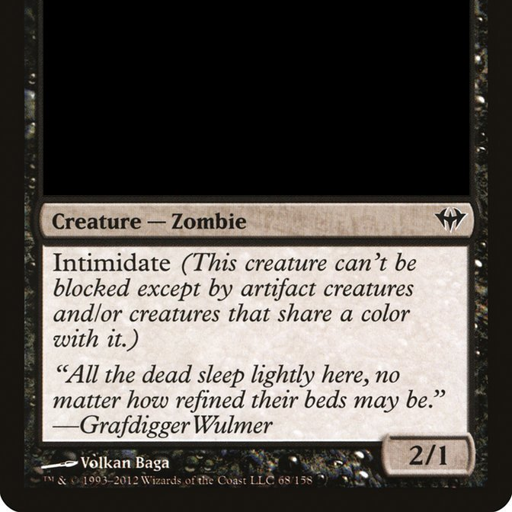 Creature — Zombie
Intimidate (This creature can't be
blocked except by artifact creatures
and/or creatures that share a color
with it.)
“All the dead sleep lightly here, no
matter how refined their beds may be.”
—Grafdigger Wulmer
2/1
Volkan Baga
™ & © 1993–2012 Wizards of the Coast LLC 68/158